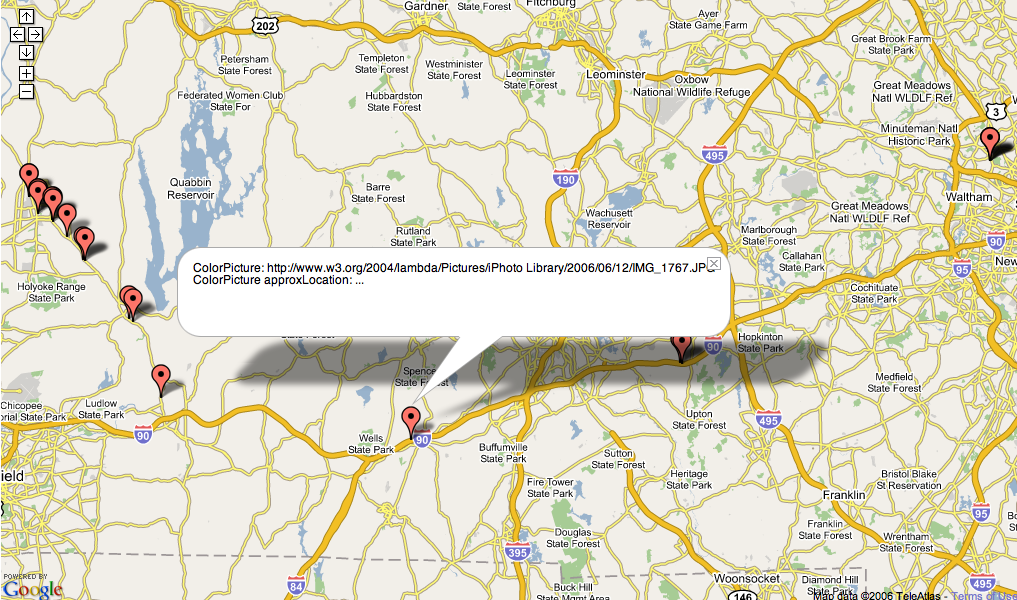 Gardner
State Forest
Fitchburg
202
Ayer
State Game Farm
Great Brook Farm
State Park
Petersham
State Forest
Templeton
State Forest
Westminister
State Forest
Leominster
State Forest
Leominster
Oxbow
National Wildlife Refuge
Great Meadows
Natl WLDLF Ref
Federated Women Club
State For
Hubbardston
State Forest
3
Minuteman Natl
Historic Park
495
190
Quabbin
Reservoir
Barre
State Forest
Waltham
Wachusett
Reservoir
Great Meadows
Natl WLDLF Ref
Rutland
State Park
Marlborough
State Forest
90
Callahan
State Park
95
Cochituate
State Park
Holyoke Range
State Park
ColorPicture: http://www.w3.org/2004/lambda/Pictures/iPhoto Library/2006/06/12/IMG_1767.JPG
ColorPicture approxLocation: ...
90
Hopkinton
State Park
Spencer
State Forest
Medfield
State Forest
Chicopee
Ludlow
State Park
90
Upton
State Forest
495
Wells
State Park
90
Buffumville
State Park
Sutton
State Forest
Heritage
State Park
Bristol Blake
St Reservation
Fire Tower
State Park
Franklin
95
Franklin
State Park
Wrentham
State Forest
Douglas
State Forest
395
84
Buck Hill
State Mgmt Area
Woonsocket
146
Diamond Hill
State Park
495
POWERED BY
Google
Map data ©2006 TeleAtlas - Terms of Use